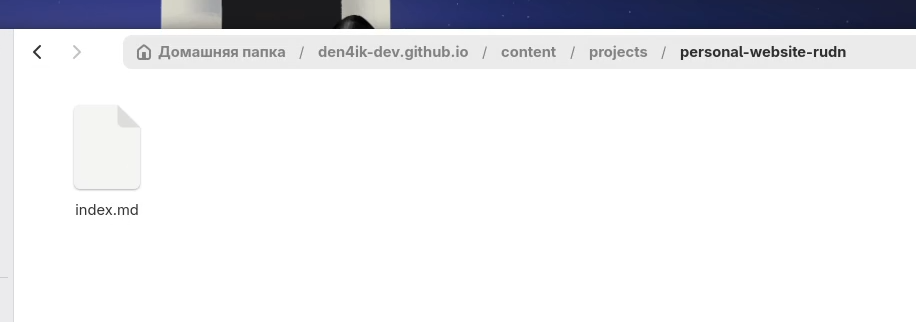 Домашняя папка / den4ik-dev.github.io / content / projects / personal-website-rudn
index.md